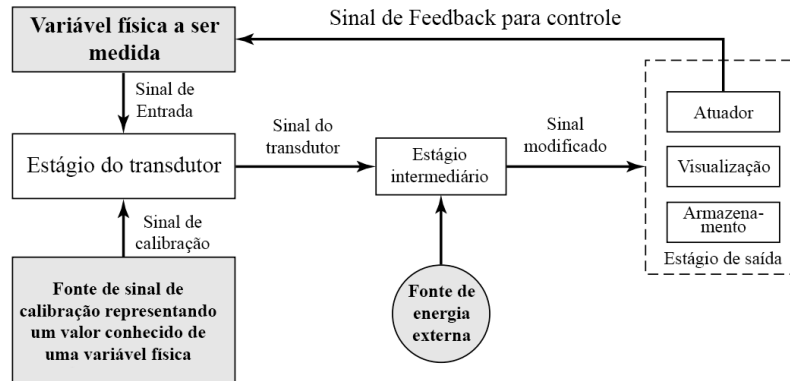 Variável física a ser
medida
Sinal de Feedback para controle
Sinal de
Entrada
Estágio do transdutor
Sinal do
transdutor
Estágio
intermediário
Sinal
modificado
Atuador
Visualização
Armazena-
mento
Estágio de saída
Sinal de
calibração
Fonte de sinal de
calibração representando
um valor conhecido de
uma variável física
Fonte de
energia
externa